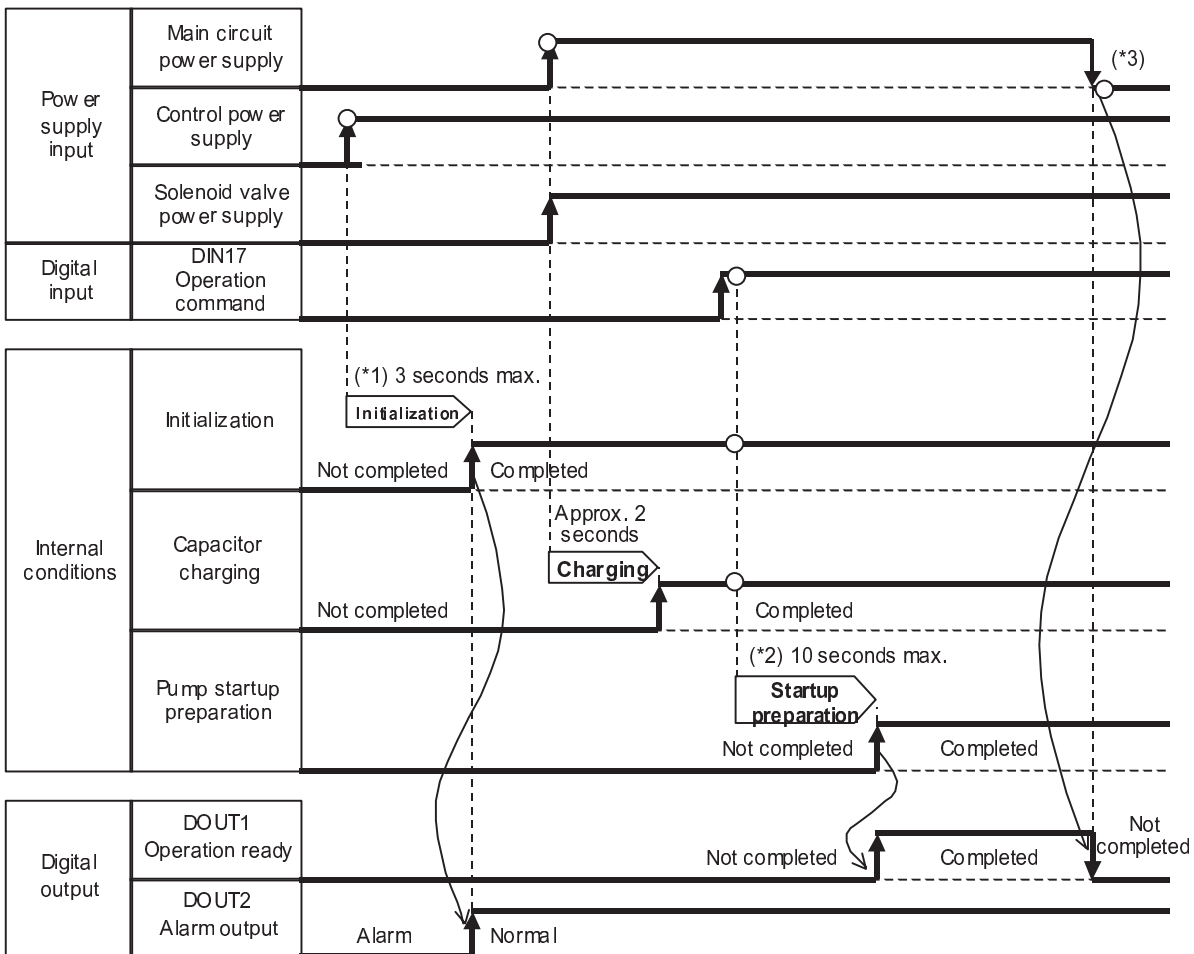 Main circuit
power supply
(*3)
Power
supply
input
Control power
supply
Solenoid valve
power supply
Digital
input
DIN17
Operation
command
(*1) 3 seconds max.
Initialization
Initialization
Not completed
Completed
Internal
conditions
Capacitor
charging
Approx. 2
seconds
Charging
Not completed
Completed
(*2) 10 seconds max.
Pump startup
preparation
Startup
preparation
Not completed
Completed
Digital
output
DOUT1
Operation ready
Not completed
Completed
Not
completed
DOUT2
Alarm output
Alarm
Normal